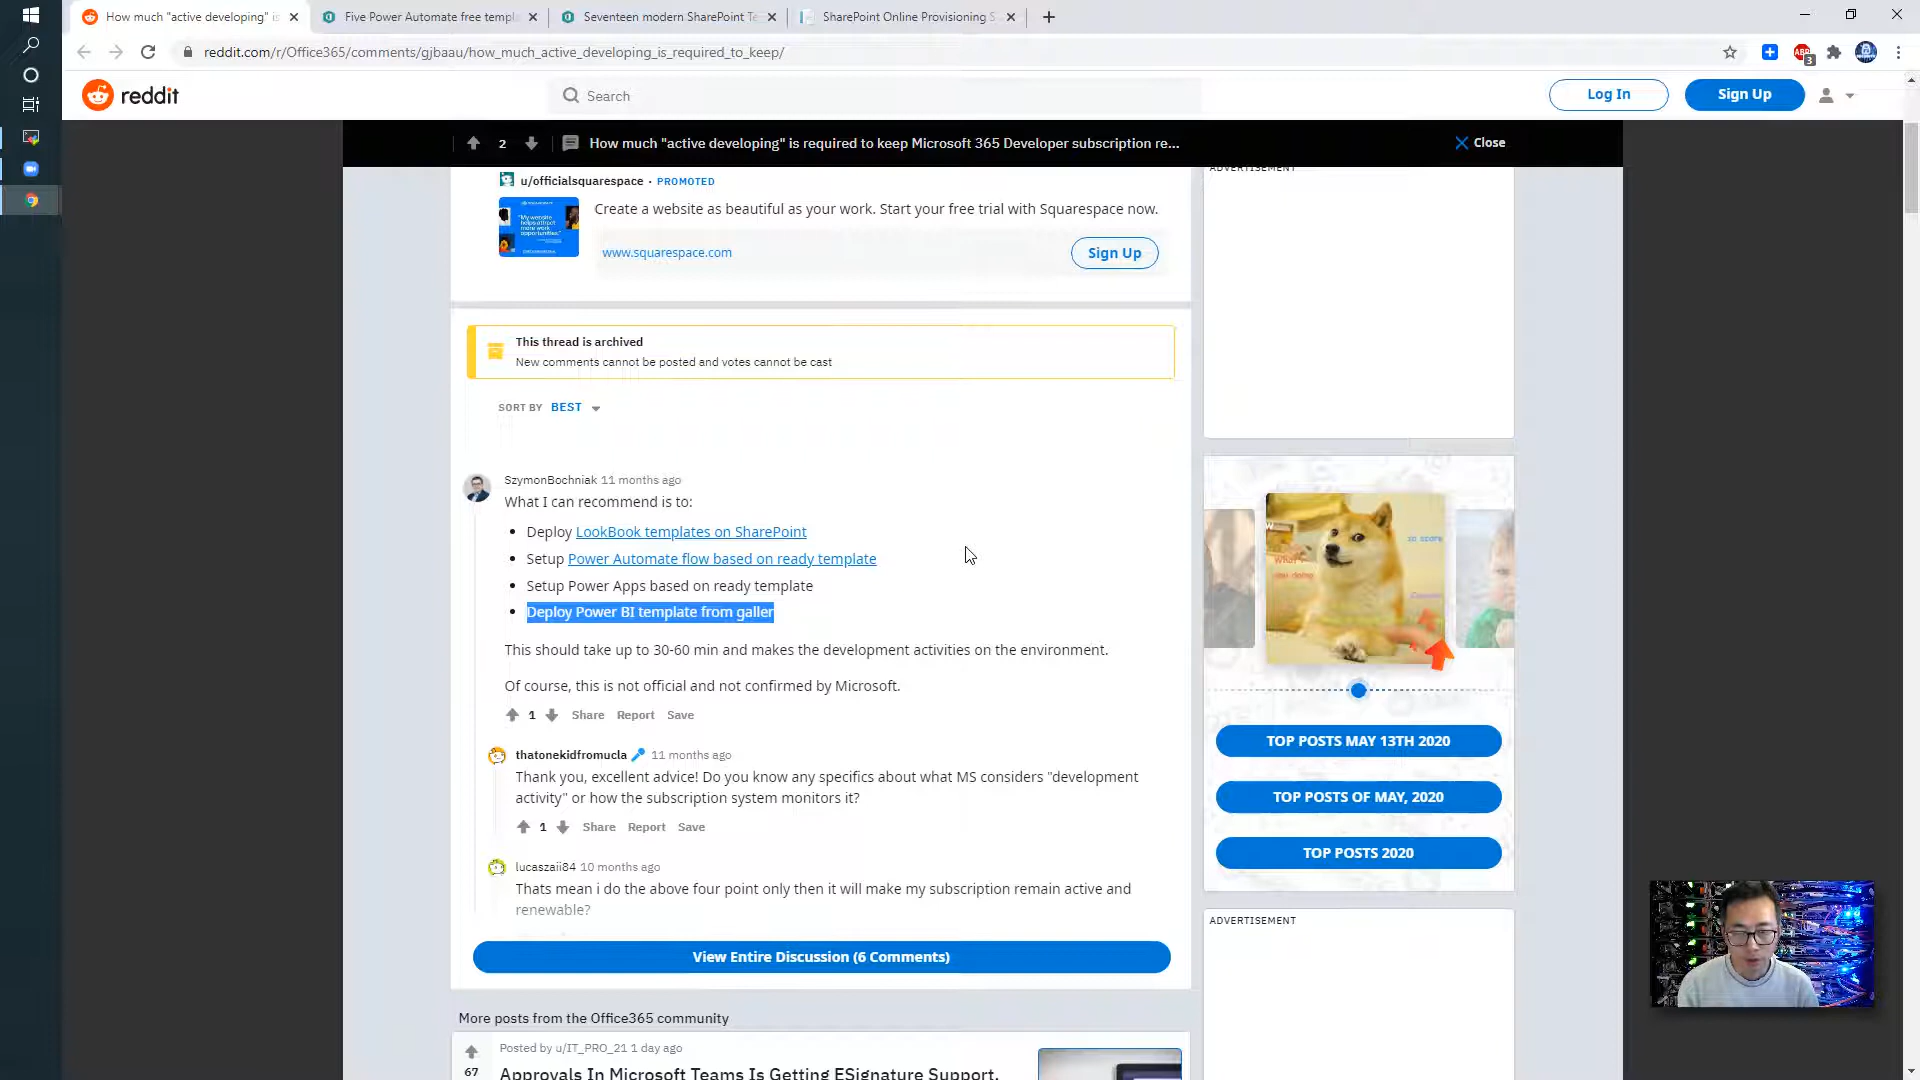 How much "active developing" is
Five Power Automate free templ
Seventeen modern SharePoint Te
SharePoint Online Provisioning S
reddit.com/r/Office365/comments/gjbaau/how_much_active_developing_is_required_to_keep/
ABP
3
reddit
Search
Log In
Sign Up
2
How much "active developing" is required to keep Microsoft 365 Developer subscription re...
Close
u/officialsquarespace · PROMOTED
Create a website as beautiful as your work. Start your free trial with Squarespace now.
www.squarespace.com
Sign Up
ADVERTISEMENT
This thread is archived
New comments cannot be posted and votes cannot be cast
SORT BY BEST
SzymonBochniak 11 months ago
What I can recommend is to:
• Deploy LookBook templates on SharePoint
• Setup Power Automate flow based on ready template
• Setup Power Apps based on ready template
• Deploy Power BI template from galler
This should take up to 30-60 min and makes the development activities on the environment.
Of course, this is not official and not confirmed by Microsoft.
1 Share Report Save
thatonekidfromucla 11 months ago
Thank you, excellent advice! Do you know any specifics about what MS considers "development
activity" or how the subscription system monitors it?
1 Share Report Save
lucaszaii84 10 months ago
Thats mean i do the above four point only then it will make my subscription remain active and
renewable?
View Entire Discussion (6 Comments)
TOP POSTS MAY 13TH 2020
TOP POSTS OF MAY, 2020
TOP POSTS 2020
ADVERTISEMENT
More posts from the Office365 community
Posted by u/IT_PRO_21 1 day ago
67
Approvals In Microsoft Teams Is Getting ESignature Support.